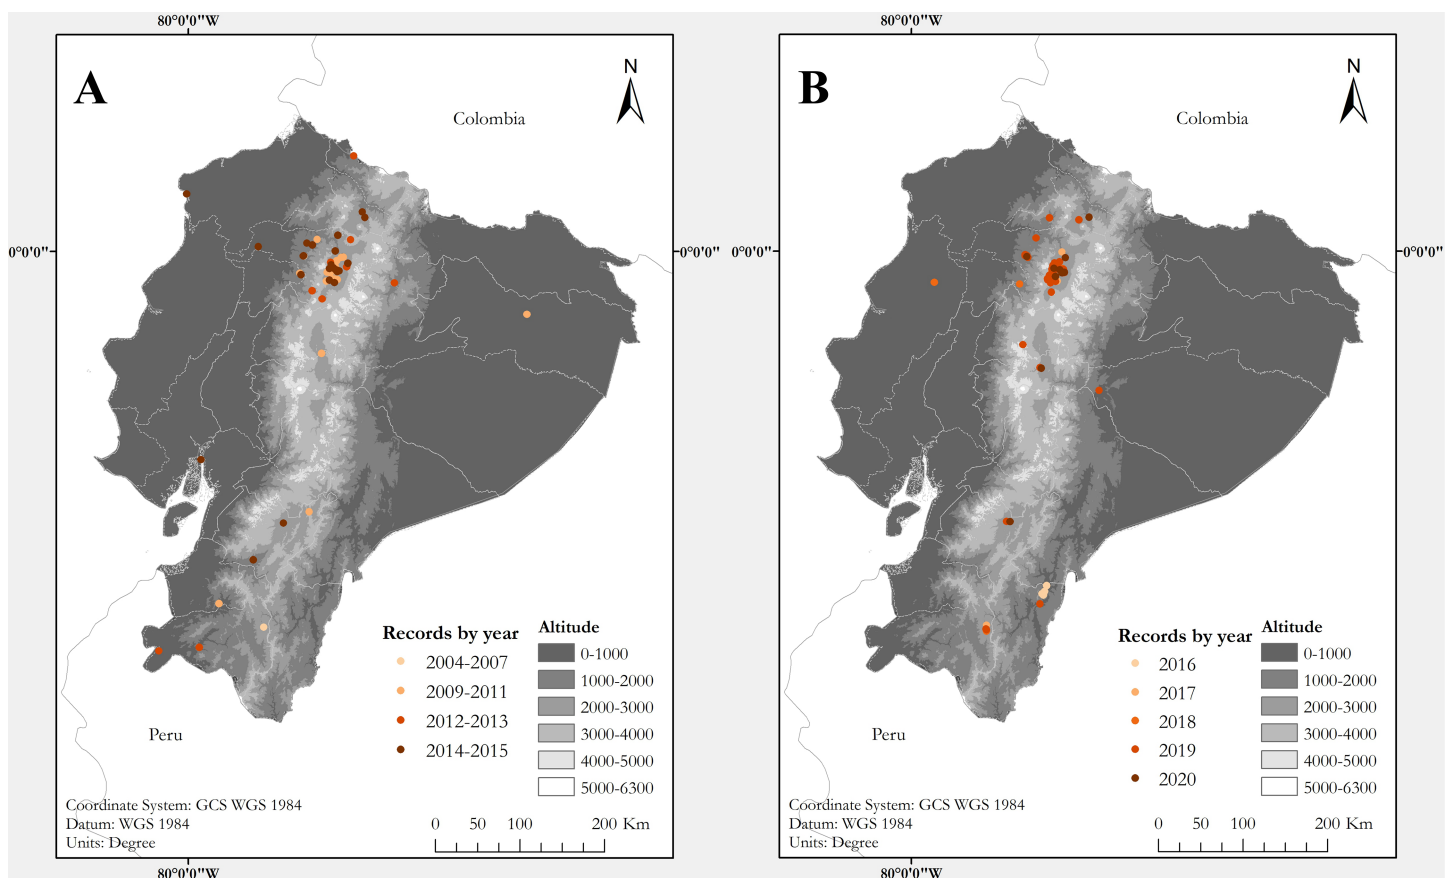 80°0'0"W
80°0'0"W
A
N
Colombia
B
N
Colombia
0°0'0"
0°0'0"
0°0'0"
0°0'0"
Records by year
2004-2007
2009-2011
2012-2013
2014-2015
Altitude
0-1000
1000-2000
2000-3000
3000-4000
4000-5000
5000-6300
Peru
Coordinate System: GCS WGS 1984
Datum: WGS 1984
Units: Degree
0 50 100 200 Km
Records by year
2016
2017
2018
2019
2020
Altitude
0-1000
1000-2000
2000-3000
3000-4000
4000-5000
5000-6300
Peru
Coordinate System: GCS WGS 1984
Datum: WGS 1984
Units: Degree
0 50 100 200 Km
80°0'0"W
80°0'0"W